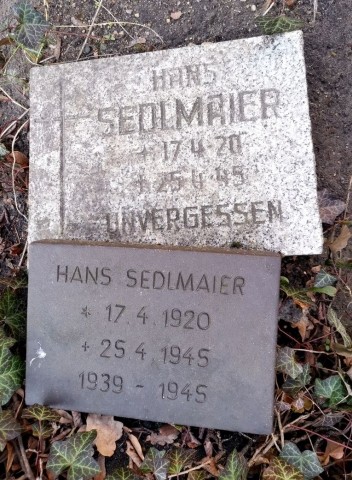 HANS
SEDLMAIER
* 17 4 20
+ 25 4 45
UNVERGESSEN
HANS SEDLMAIER
* 17. 4. 1920
+ 25 4 1945
1939 - 1945